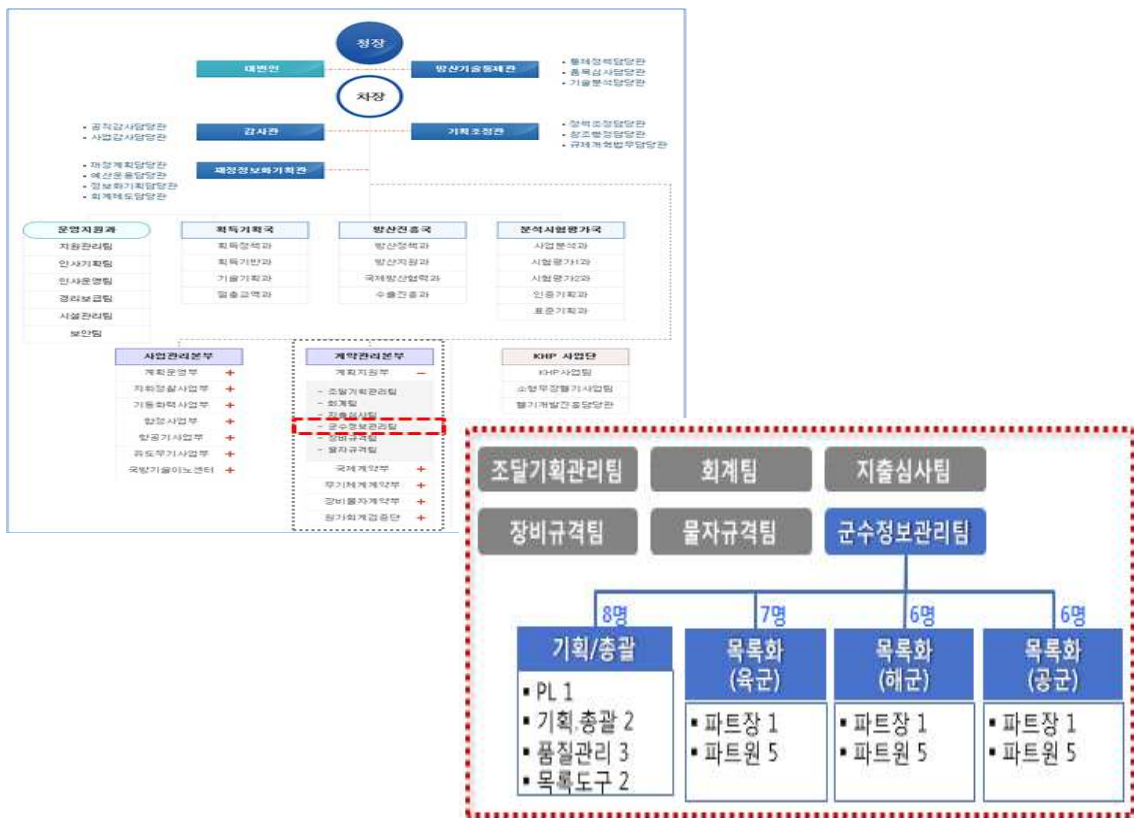 청장
대변인
방산기술통제관
• 통제정책담당관
• 품목심사담당관
• 기술분석담당관
차장
• 공직감사담당관
• 사업감사담당관
감사관
기획조정관
• 정책조정담당관
• 창조행정담당관
• 규제개혁법무담당관
• 재정계획담당관
• 예산운용담당관
• 정보화기획담당관
• 회계제도담당관
재정정보화기획관
운영지원과
지원관리팀
인사기획팀
인사운영팀
경리보급팀
시설관리팀
보안팀
획득기획국
획득정책과
획득기반과
기술기획과
절충교역과
방산진흥국
방산정책과
방산지원과
국제방산협력과
수출진흥과
분석시험평가국
사업분석과
시험평가1과
시험평가2과
인증기획과
표준기획과
사업관리본부
계획운영부 +
지휘정찰사업부 +
기동화력사업부 +
함정사업부 +
항공기사업부 +
유도무기사업부 +
국방기술이노센터 +
계약관리본부
계획지원부 −
- 조달기획관리팀
- 회계팀
- 지출심사팀
- 군수정보관리팀
- 장비규격팀
- 물자규격팀
국제계약부 +
무기체계계약부 +
장비물자계약부 +
원가회계검증단 +
KHP 사업단
KHP사업팀
소형무장헬기사업팀
헬기개발진흥담당관
조달기획관리팀
회계팀
지출심사팀
장비규격팀
물자규격팀
군수정보관리팀
8명
7명
6명
6명
기획/총괄
▪ PL 1
▪ 기획.총괄 2
▪ 품질관리 3
▪ 목록도구 2
목록화
(육군)
▪ 파트장 1
▪ 파트원 5
목록화
(해군)
▪ 파트장 1
▪ 파트원 5
목록화
(공군)
▪ 파트장 1
▪ 파트원 5